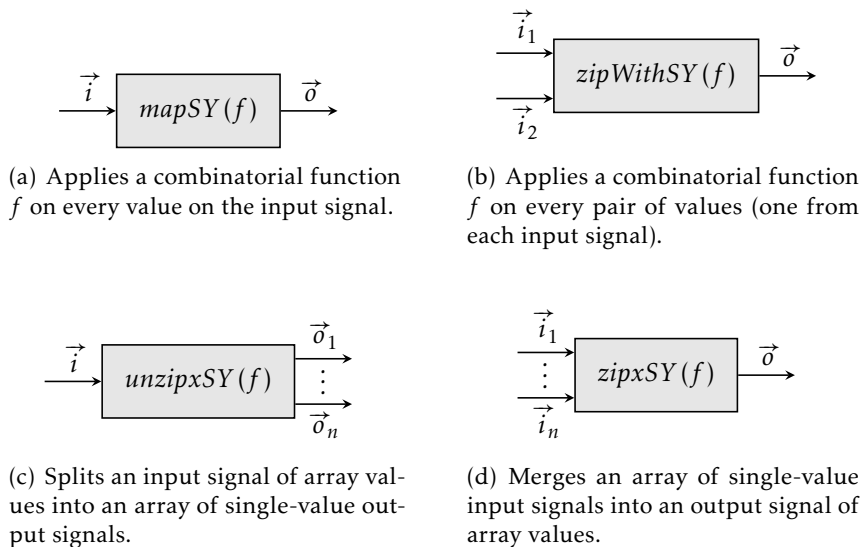 i⃗ mapSY(f) o⃗
(a) Applies a combinatorial function
f on every value on the input signal.
i⃗₁
i⃗₂
zipWithSY(f) o⃗
(b) Applies a combinatorial function
f on every pair of values (one from
each input signal).
i⃗ unzipxSY(f)
o⃗₁
⋮
o⃗ₙ
(c) Splits an input signal of array val-
ues into an array of single-value out-
put signals.
i⃗₁
⋮
i⃗ₙ
zipxSY(f) o⃗
(d) Merges an array of single-value
input signals into an output signal of
array values.